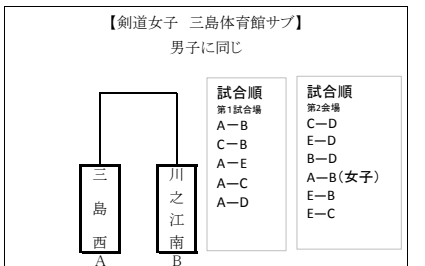 【剣道女子 三島体育館サブ】
男子に同じ
三島西
A
川之江南
B
試合順
第1試合場
A―B
C―B
A―E
A―C
A―D
試合順
第2会場
C―D
E―D
B―D
A―B(女子)
E―B
E―C